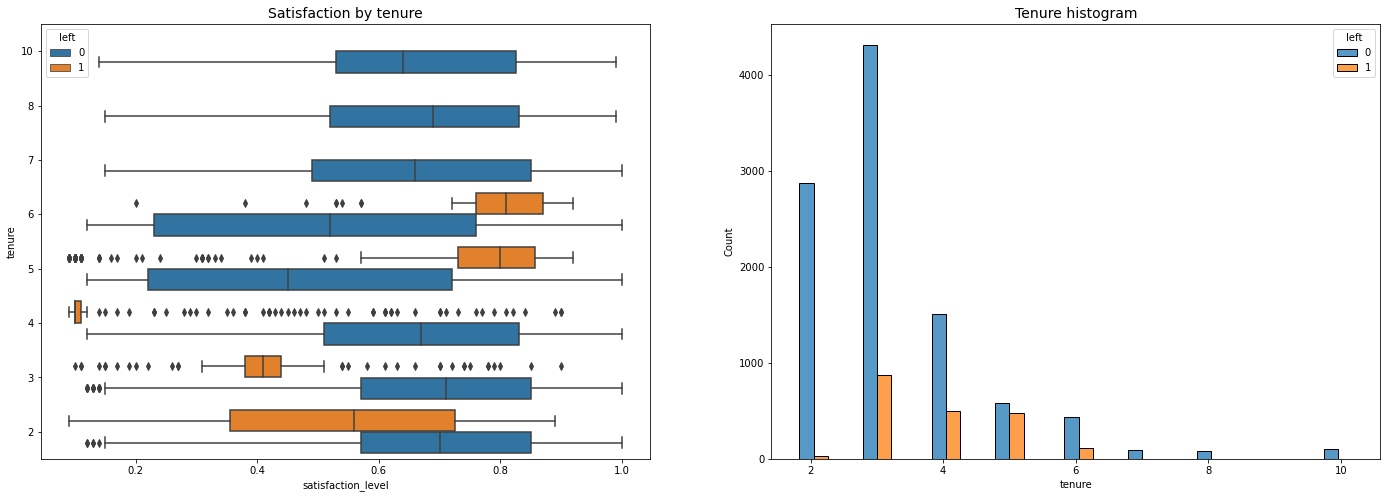 Satisfaction by tenure
left
0
1
tenure
10
8
7
6
5
4
3
2
0.2 0.4 0.6 0.8 1.0
satisfaction_level
Tenure histogram
left
0
1
Count
4000
3000
2000
1000
0
2 4 6 8 10
tenure